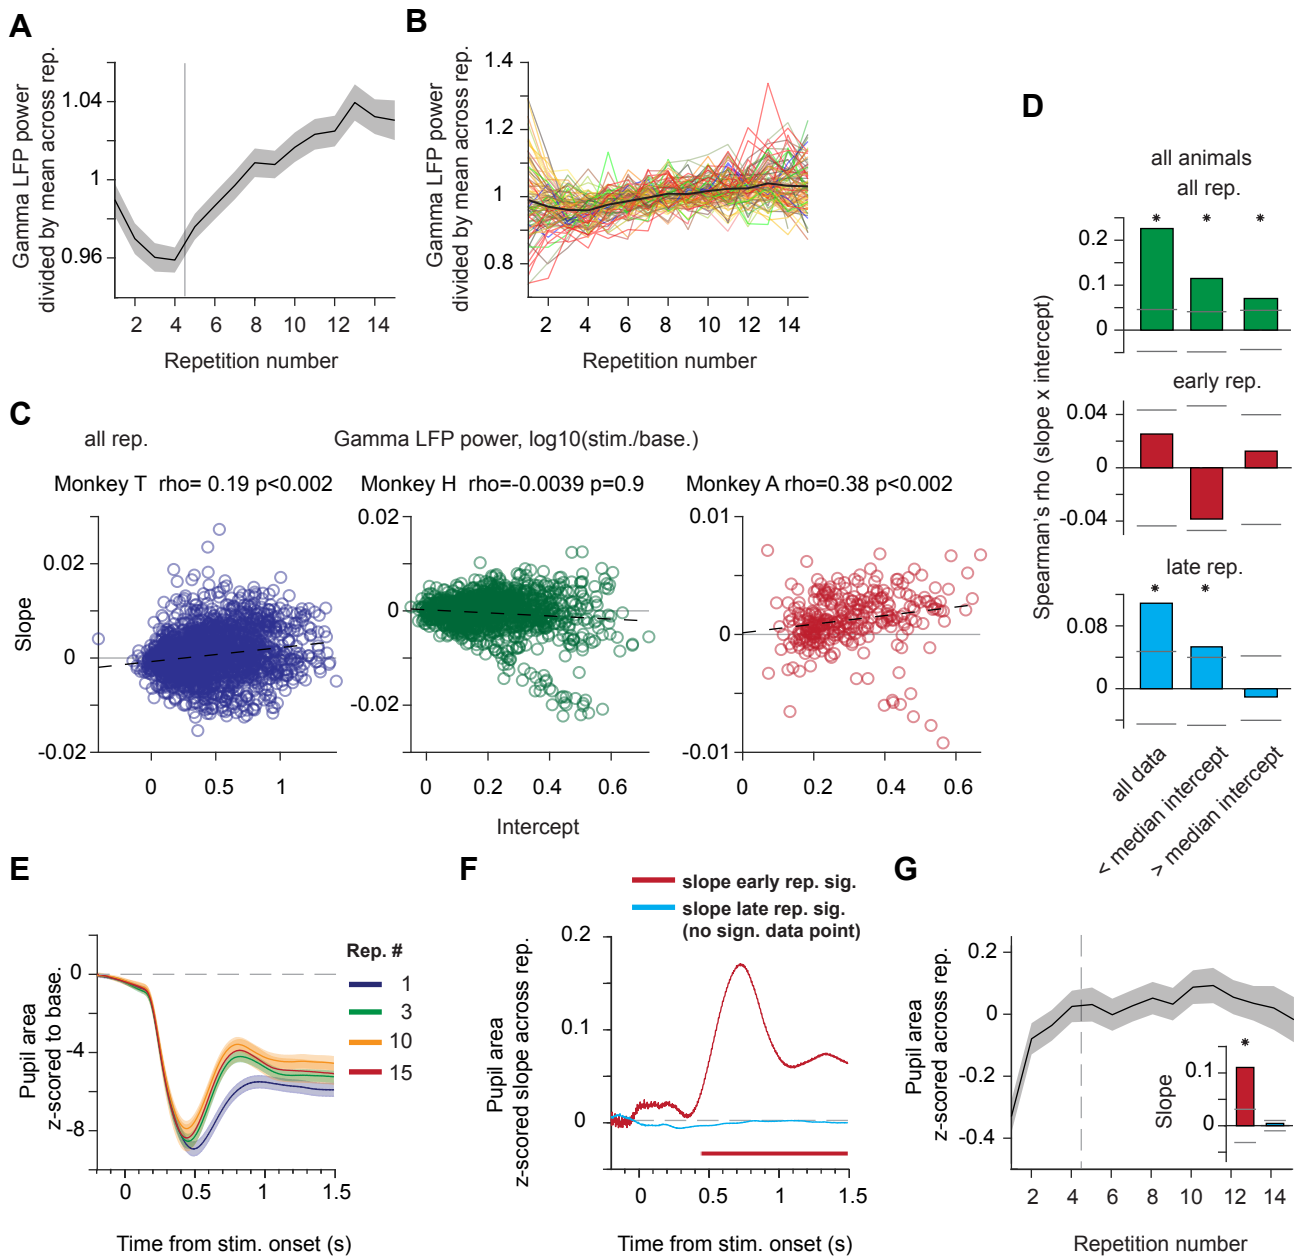 A
Gamma LFP power
divided by mean across rep.
1.04
1
0.96
2 4 6 8 10 12 14
Repetition number
B
Gamma LFP power
divided by mean across rep.
1.4
1.2
1
0.8
2 4 6 8 10 12 14
Repetition number
C
all rep.
Gamma LFP power, log10(stim./base.)
Monkey T rho= 0.19 p<0.002
Slope
0.02
0
-0.02
0 0.5 1
Monkey H rho=-0.0039 p=0.9
0.02
0
-0.02
0 0.2 0.4 0.6
Intercept
Monkey A rho=0.38 p<0.002
0.01
0
-0.01
0 0.2 0.4 0.6
D
Spearman's rho (slope x intercept)
all animals
all rep.
* * *
0.2
0.1
0
early rep.
0.04
0
-0.04
late rep.
* *
0.08
0
all data
< median intercept
> median intercept
E
Pupil area
z-scored to base.
0
-4
-8
0 0.5 1 1.5
Time from stim. onset (s)
Rep. #
1
3
10
15
F
slope early rep. sig.
slope late rep. sig.
(no sign. data point)
Pupil area
z-scored slope across rep.
0.2
0.1
0
0 0.5 1 1.5
Time from stim. onset (s)
G
Pupil area
z-scored across rep.
0.2
0
-0.2
-0.4
2 4 6 8 10 12 14
Repetition number
Slope
*
0.1
0